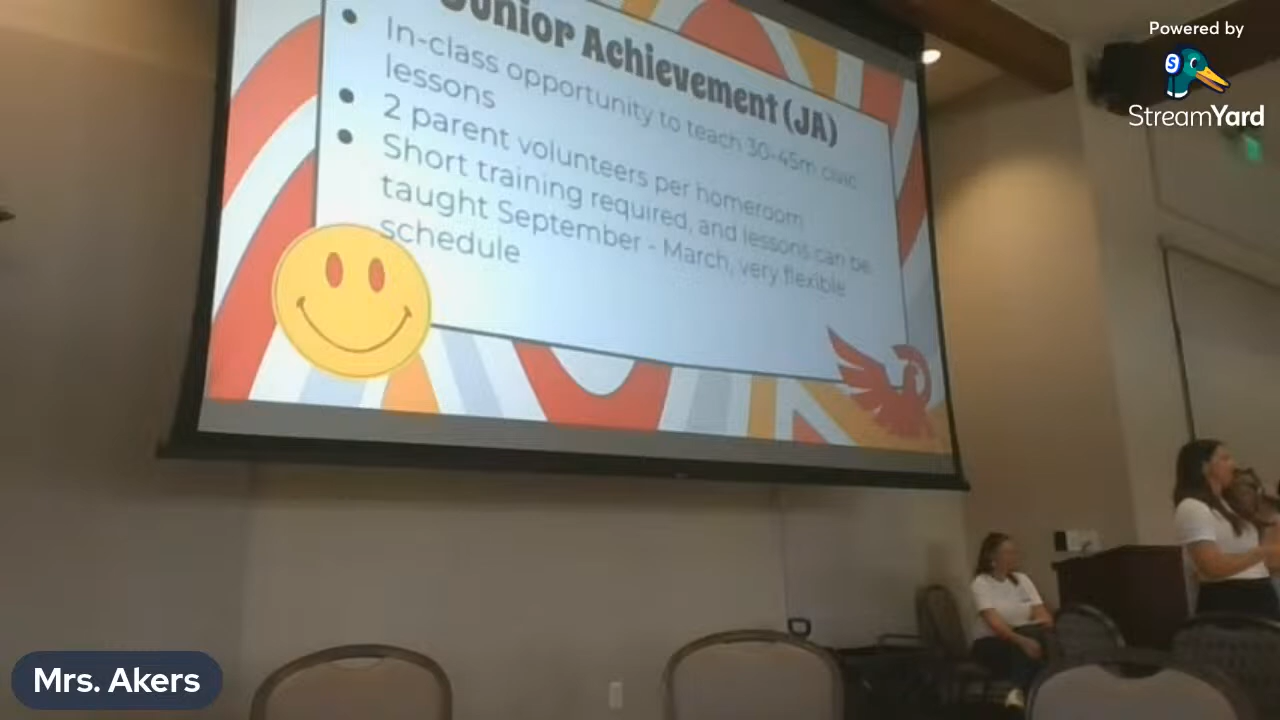 Powered by
StreamYard
Junior Achievement (JA)
In-class opportunity to teach 30-45m civic
lessons
2 parent volunteers per homeroom
Short training required, and lessons can be
taught September - March, very flexible
schedule
Mrs. Akers